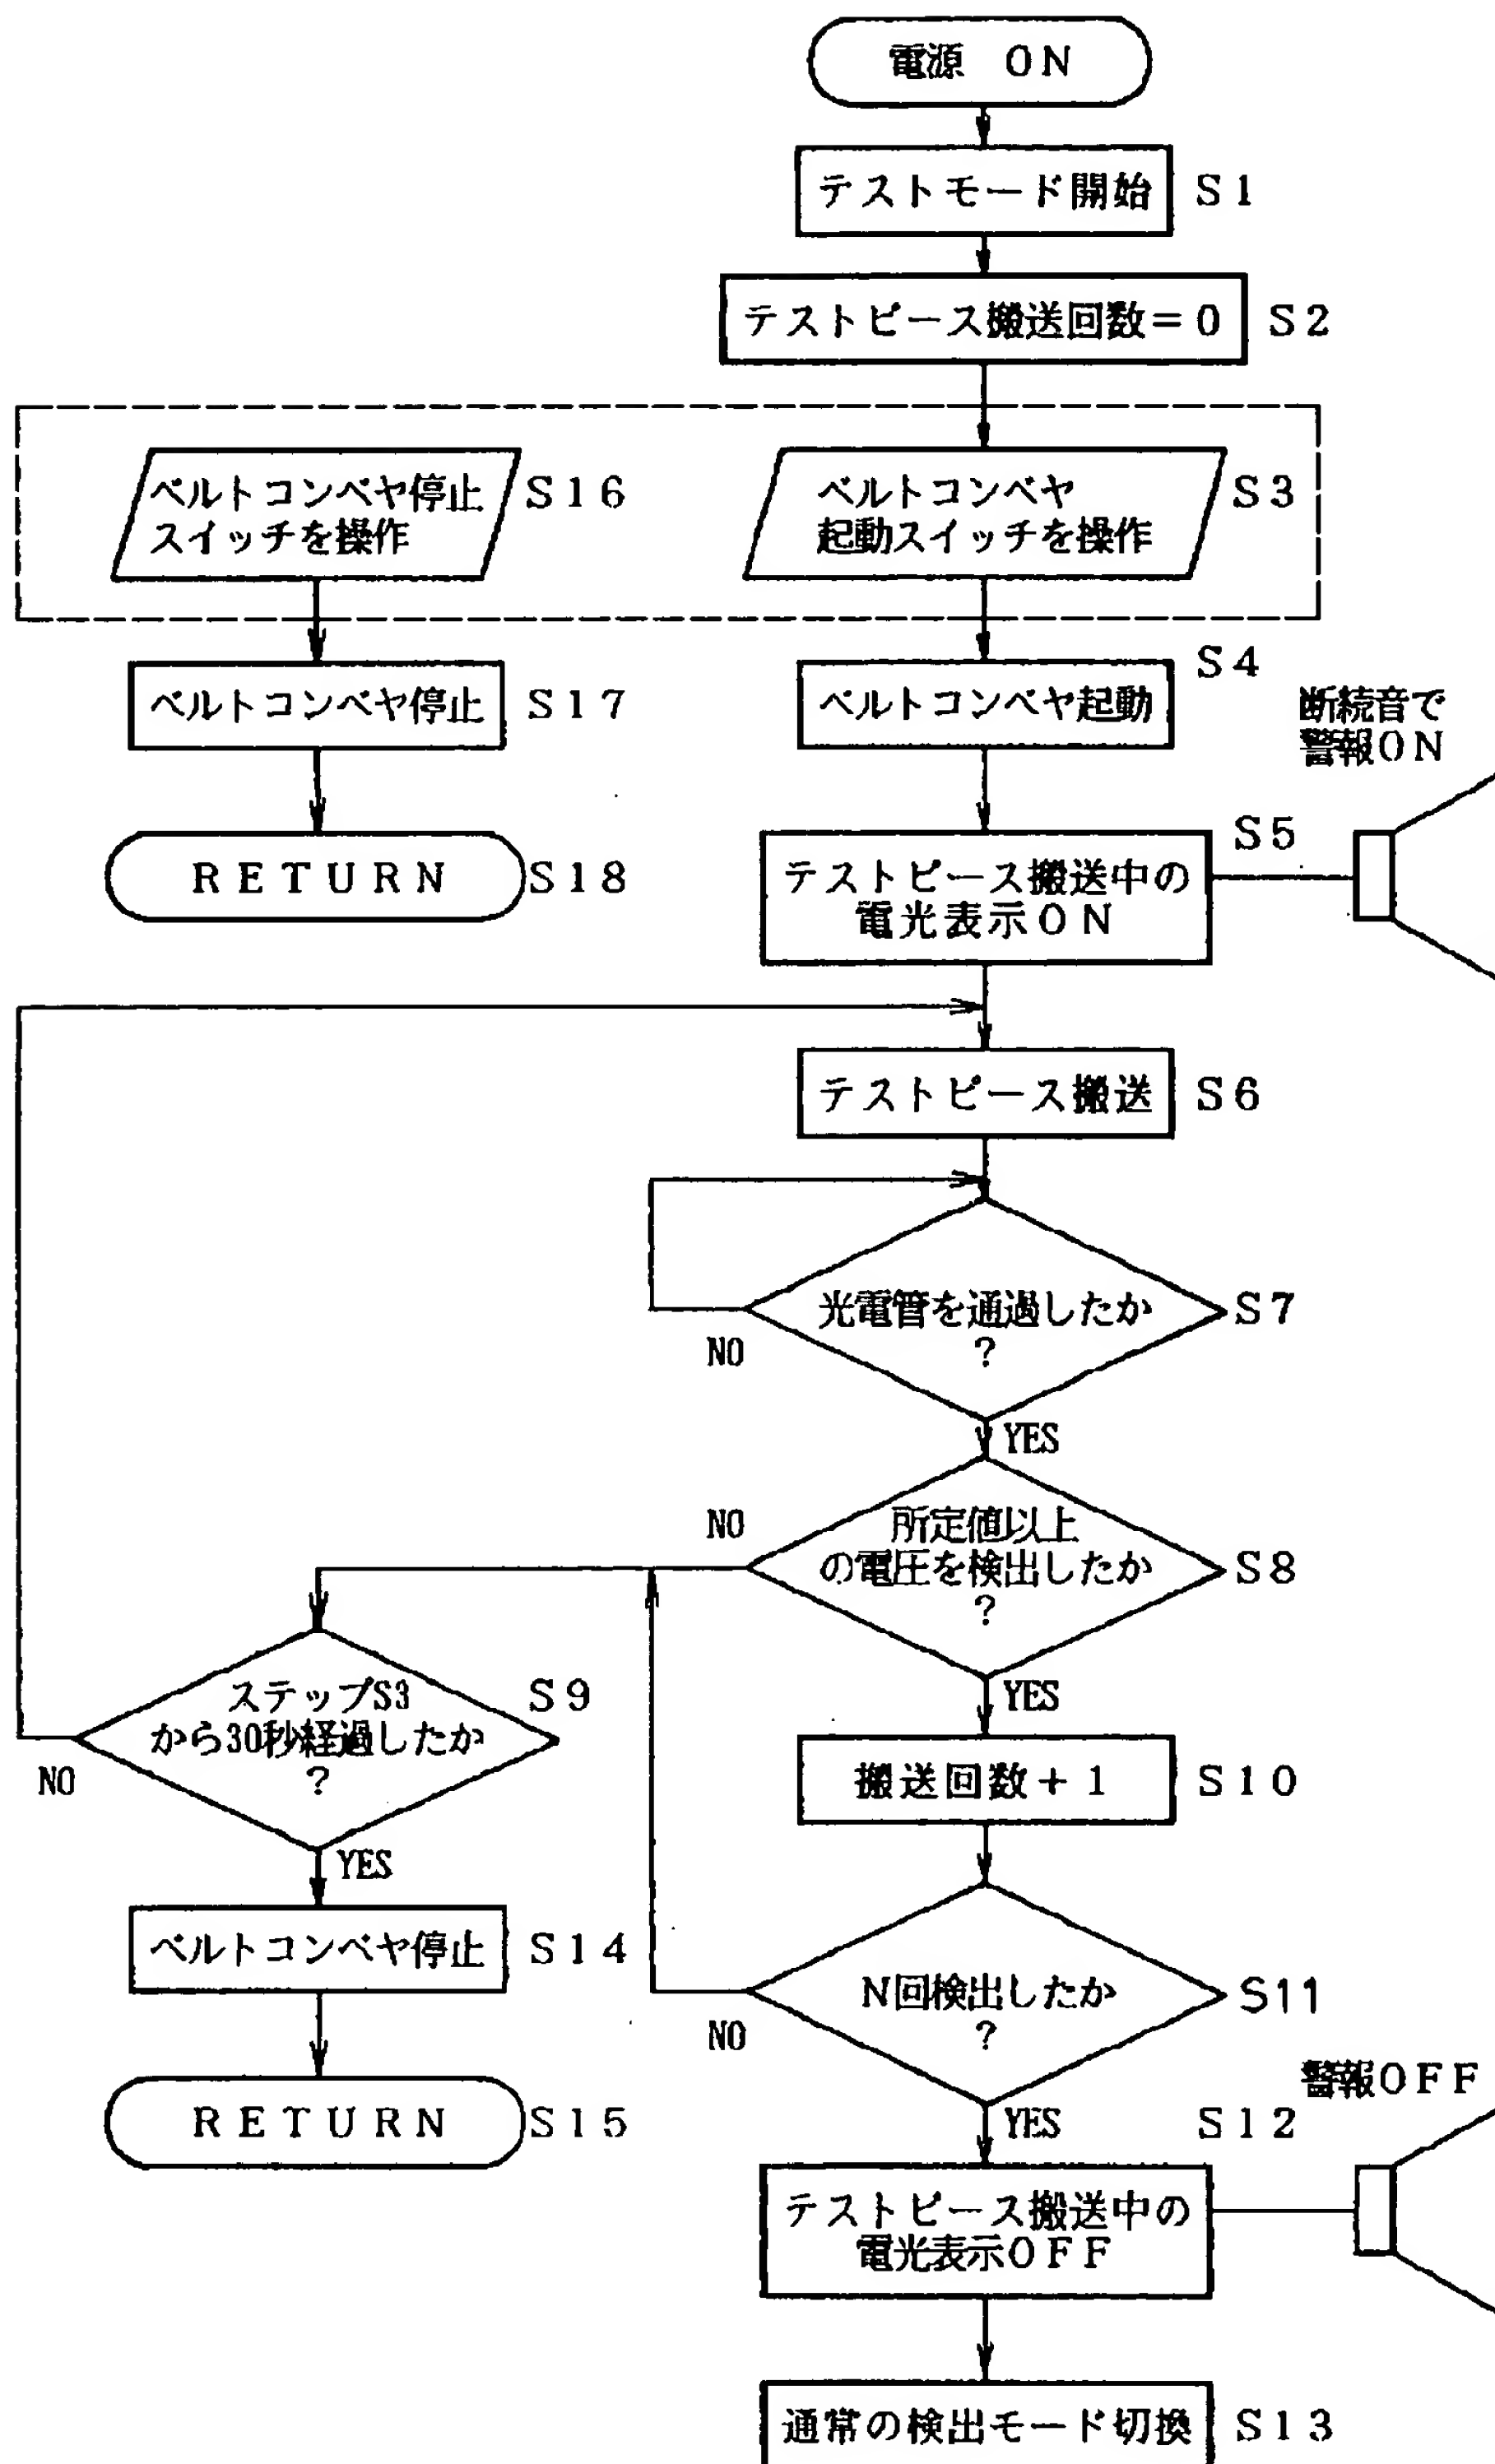 電源 ON
テストモード開始 S1
テストピース搬送回数=0 S2
ベルトコンベヤ停止
スイッチを操作
S16
ベルトコンベヤ
起動スイッチを操作
S3
ベルトコンベヤ停止 S17
S4
ベルトコンベヤ起動
断続音で
警報ON
RETURN S18
S5
テストピース搬送中の
電光表示ON
テストピース搬送 S6
光電管を通過したか
?
S7
NO
YES
所定値以上
の電圧を検出したか
?
S8
NO
YES
ステップS3
から30秒経過したか
?
S9
NO
YES
搬送回数+1 S10
ベルトコンベヤ停止 S14
N回検出したか
?
S11
NO
YES
RETURN S15
警報OFF
S12
テストピース搬送中の
電光表示OFF
通常の検出モード切換 S13